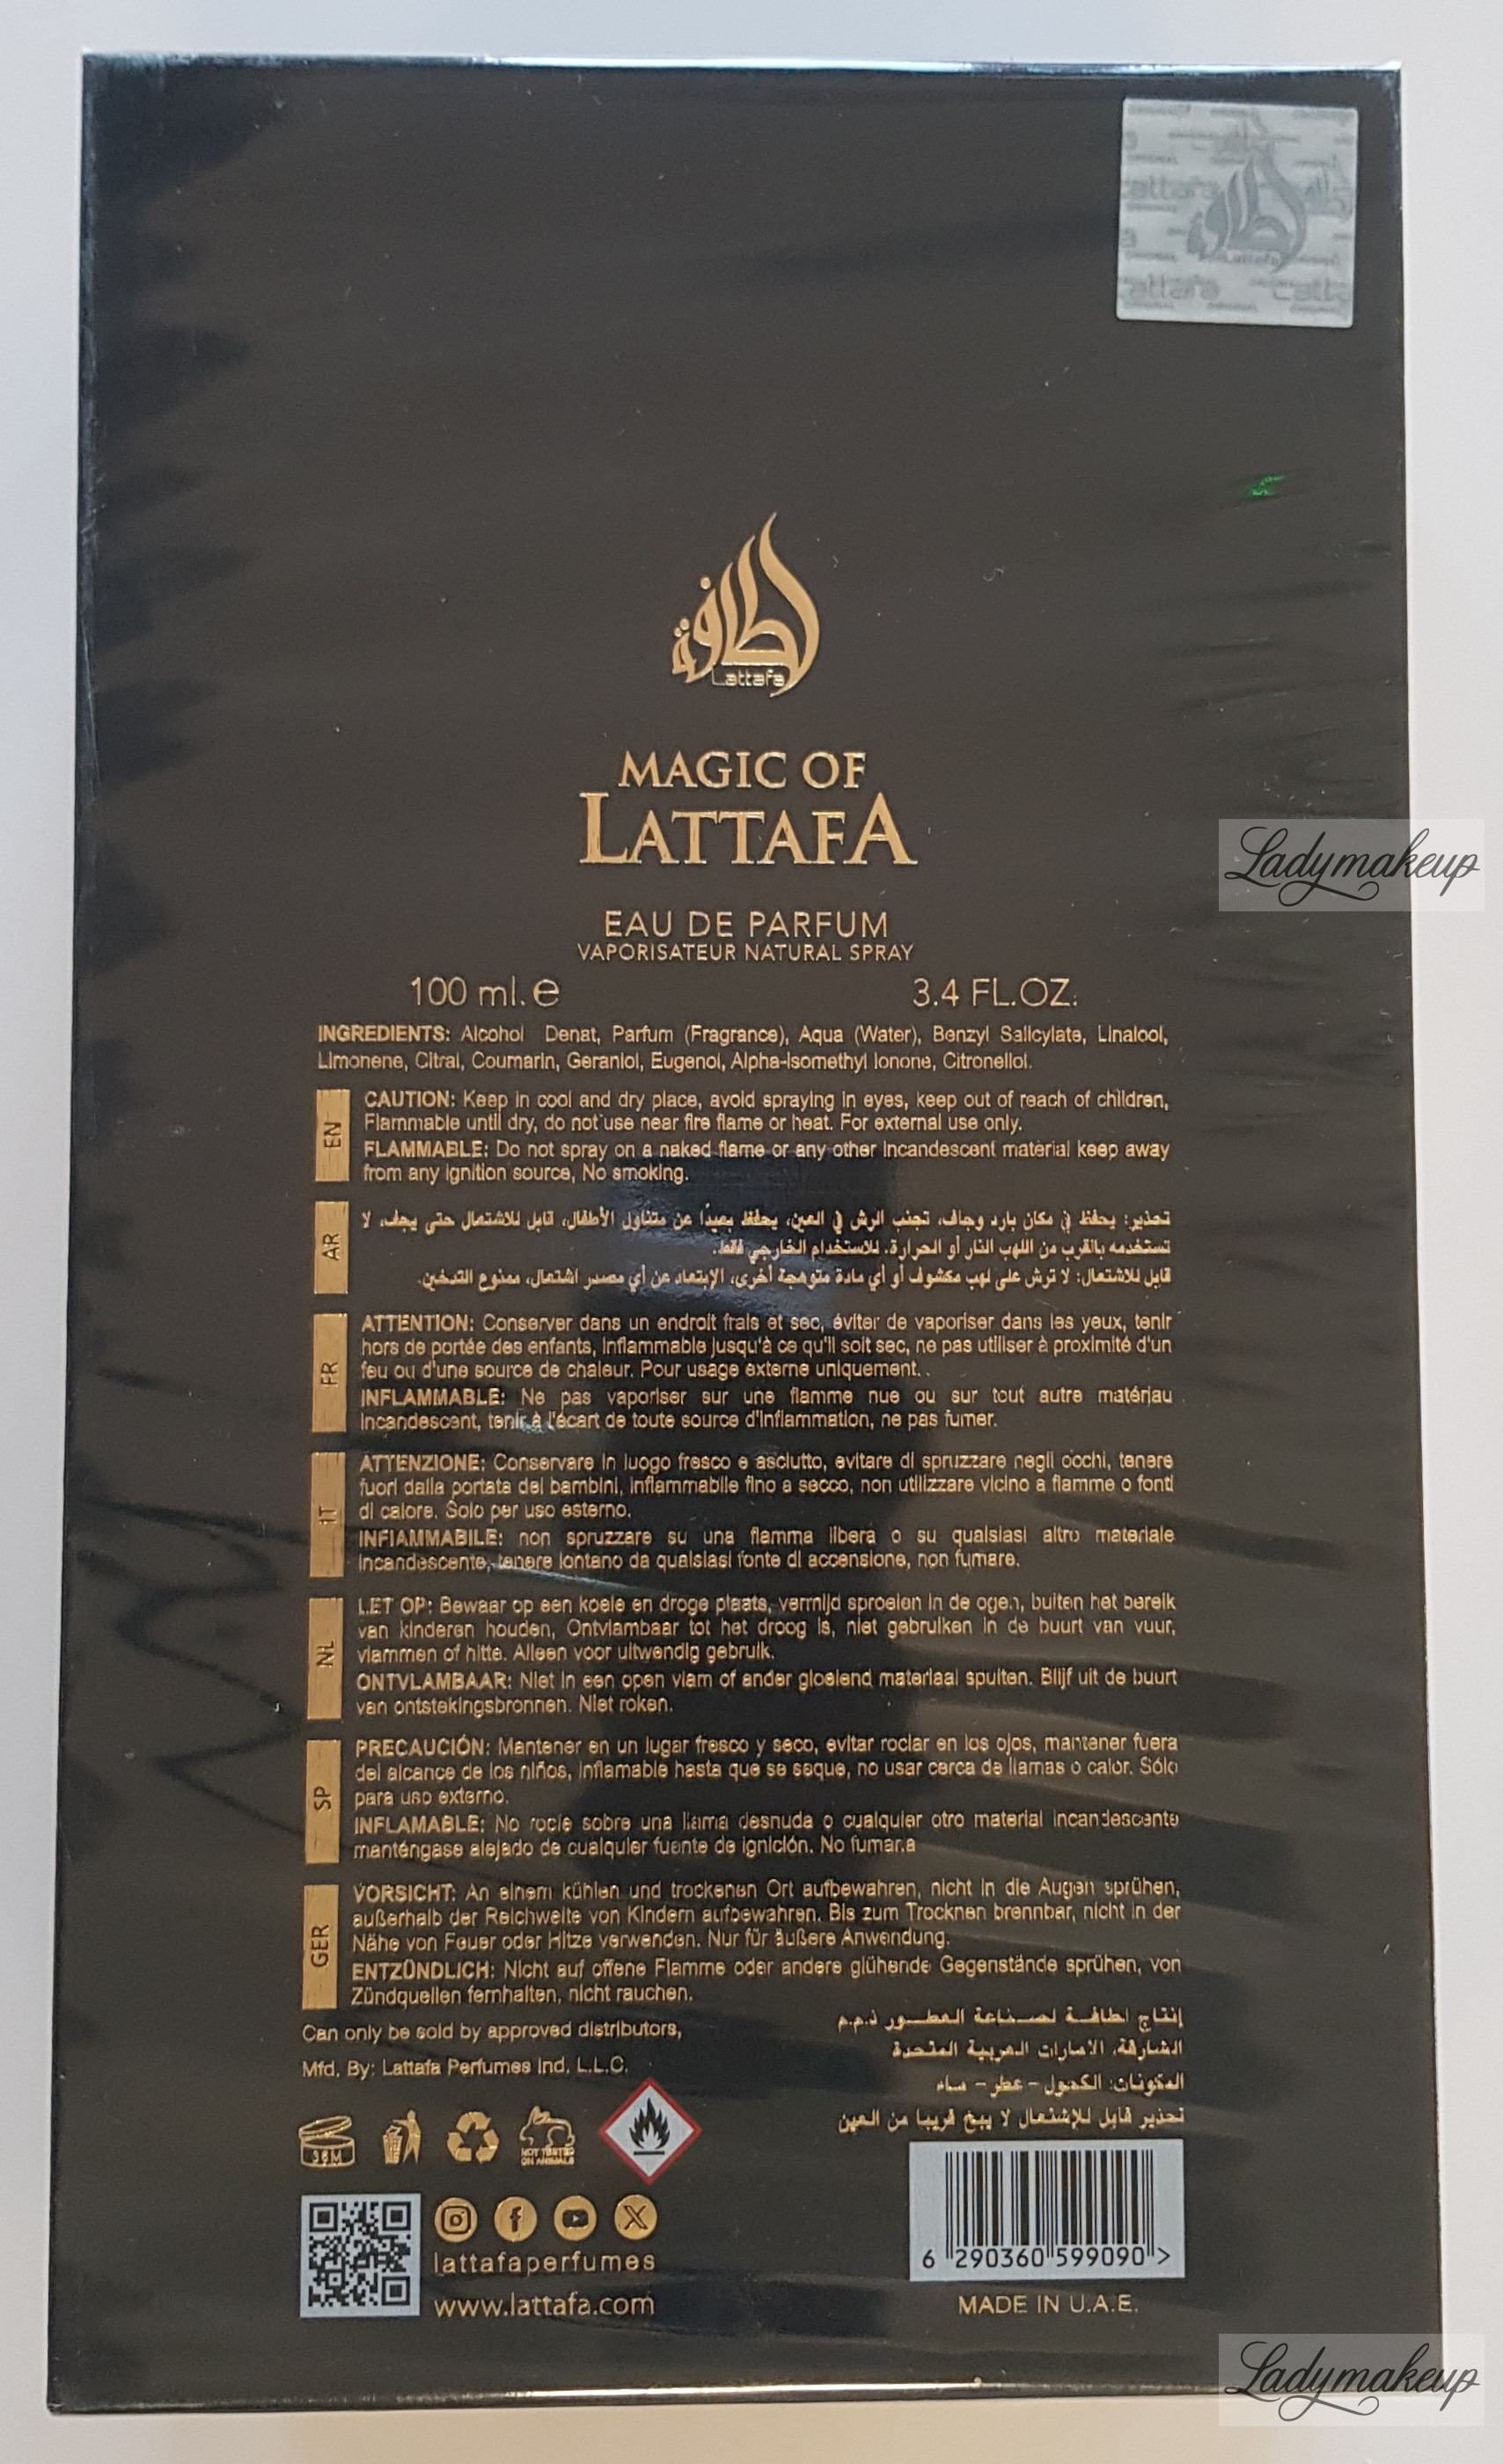 لطافة
Lattafa
Lattafa
ORIGINAL
لطافة
Lattafa
MAGIC OF
LATTAFA
Ladymakeup
EAU DE PARFUM
VAPORISATEUR NATURAL SPRAY
100 ml. e 3.4 FL.OZ.
INGREDIENTS: Alcohol Denat, Parfum (Fragrance), Aqua (Water), Benzyl Salicylate, Linalool,
Limonene, Citral, Coumarin, Geraniol, Eugenol, Alpha-Isomethyl Ionone, Citronellol.
EN
CAUTION: Keep in cool and dry place, avoid spraying in eyes, keep out of reach of children,
Flammable until dry, do not use near fire flame or heat. For external use only.
FLAMMABLE: Do not spray on a naked flame or any other incandescent material keep away
from any ignition source, No smoking.
AR
تحذير: يحفظ في مكان بارد وجاف، تجنب الرش في العين، يحفظ بعيدًا عن متناول الأطفال، قابل للاشتعال حتى يجف، لا
تستخدمه بالقرب من اللهب النار أو الحرارة. للاستخدام الخارجي فقط.
قابل للاشتعال: لا ترش على لهب مكشوف أو أي مادة متوهجة أخرى، الإبتعاد عن أي مصدر اشتعال، ممنوع التدخين.
FR
ATTENTION: Conserver dans un endroit frais et sec, éviter de vaporiser dans les yeux, tenir
hors de portée des enfants, Inflammable jusqu'à ce qu'il soit sec, ne pas utiliser à proximité d'un
feu ou d'une source de chaleur. Pour usage externe uniquement..
INFLAMMABLE: Ne pas vaporiser sur une flamme nue ou sur tout autre matériau
incandescent, tenir à l'écart de toute source d'inflammation, ne pas fumer.
IT
ATTENZIONE: Conservare in luogo fresco e asciutto, evitare di spruzzare negli occhi, tenere
fuori dalla portata dei bambini, infiammabile fino a secco, non utilizzare vicino a fiamme o fonti
di calore. Solo per uso esterno.
INFIAMMABILE: non spruzzare su una fiamma libera o su qualsiasi altro materiale
incandescente, tenere lontano da qualsiasi fonte di accensione, non fumare.
NL
LET OP: Bewaar op een koele en droge plaats, vermijd sproeien in de ogen, buiten het bereik
van kinderen houden, Ontvlambaar tot het droog is, niet gebruiken in de buurt van vuur,
vlammen of hitte. Alleen voor uitwendig gebruik.
ONTVLAMBAAR: Niet in een open vlam of ander gloeiend materiaal spuiten. Blijf uit de buurt
van ontstekingsbronnen. Niet roken.
SP
PRECAUCIÓN: Mantener en un lugar fresco y seco, evitar rociar en los ojos, mantener fuera
del alcance de los niños, inflamable hasta que se seque, no usar cerca de llamas o calor. Sólo
para uso externo.
INFLAMABLE: No rocíe sobre una llama desnuda o cualquier otro material incandescente
manténgase alejado de cualquier fuente de ignición. No fumar.a
GER
VORSICHT: An einem kühlen und trockenen Ort aufbewahren, nicht in die Augen sprühen,
außerhalb der Reichweite von Kindern aufbewahren. Bis zum Trocknen brennbar, nicht in der
Nähe von Feuer oder Hitze verwenden. Nur für äußere Anwendung.
ENTZÜNDLICH: Nicht auf offene Flamme oder andere glühende Gegenstände sprühen, von
Zündquellen fernhalten, nicht rauchen.
Can only be sold by approved distributors,
Mfd. By: Lattafa Perfumes Ind. L.L.C.
إنتاج لطافة لصناعة العطور ذ.م.م
الشارقة، الامارات العربية المتحدة
المكونات: الكحول - عطر - ماء
تحذير قابل للإشتعال لا يبخ قريبا من العين
36M
NOT TESTED
ON ANIMALS
lattafaperfumes
www.lattafa.com
6 290360 599090 >
MADE IN U.A.E.
Ladymakeup